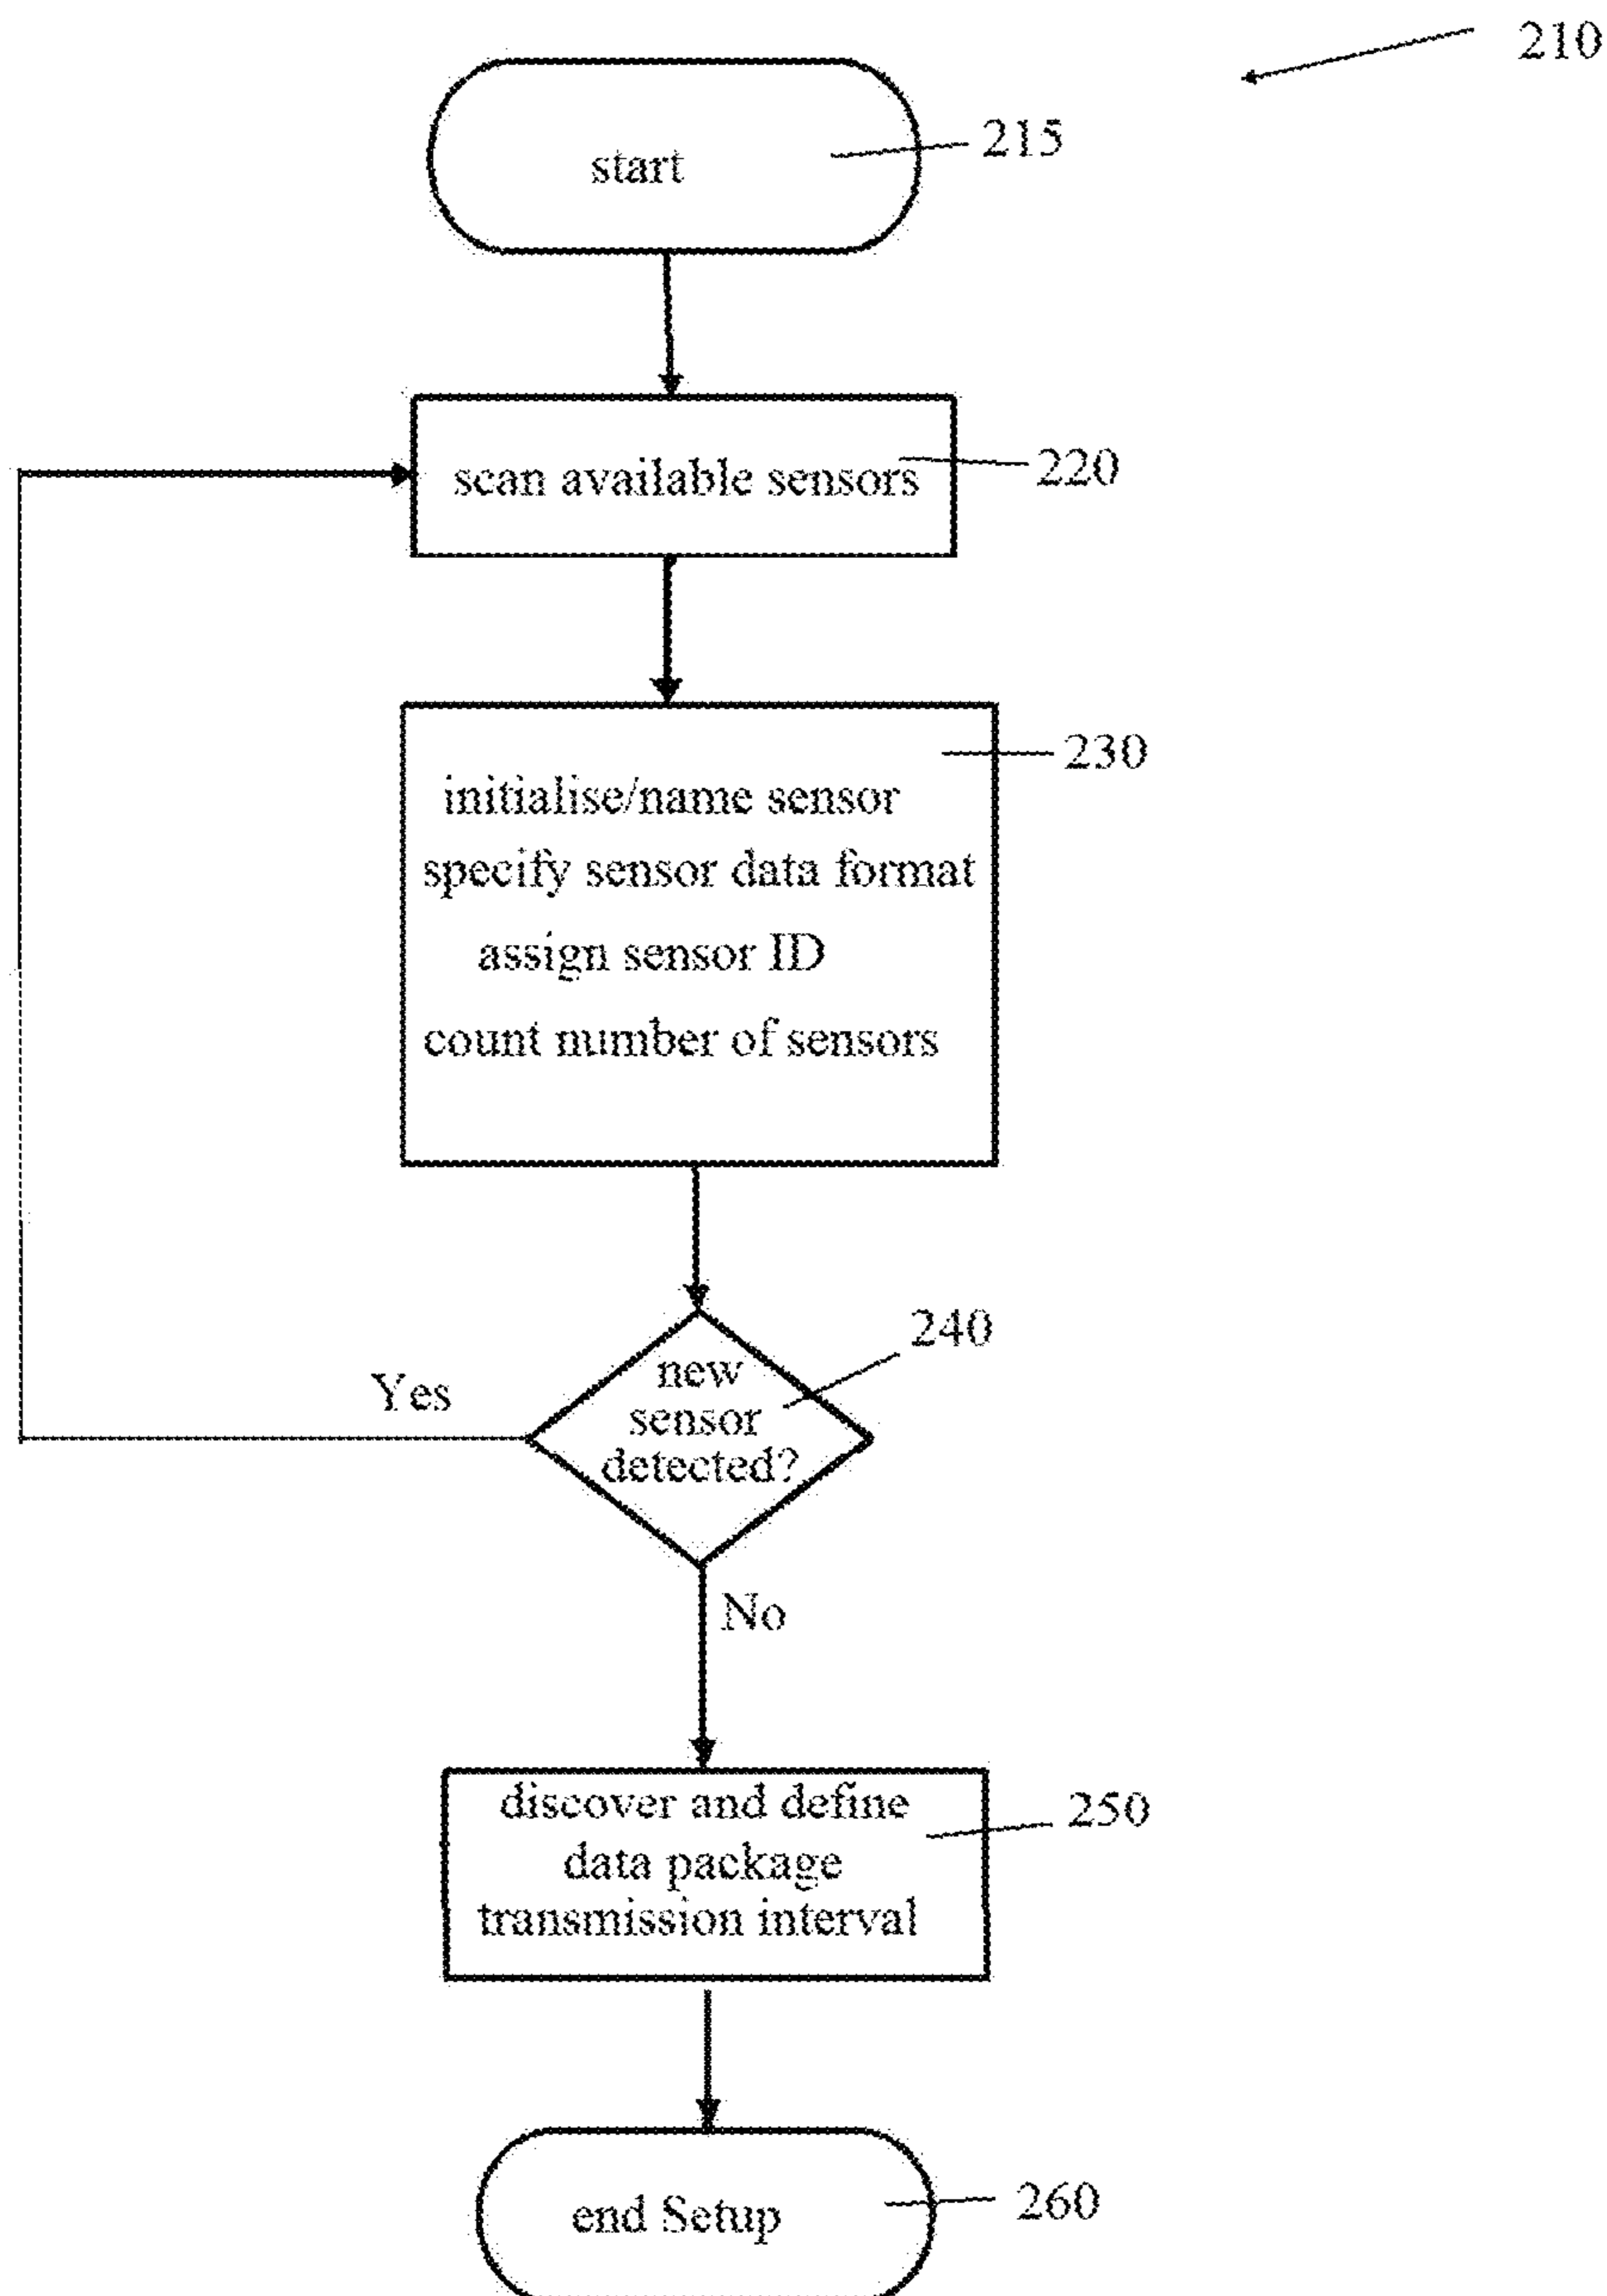 210
start
215
scan available sensors
220
230
initialise/name sensor
specify sensor data format
assign sensor ID
count number of sensors
240
Yes
new
sensor
detected?
No
discover and define
250
data package
transmission interval
end Setup
260